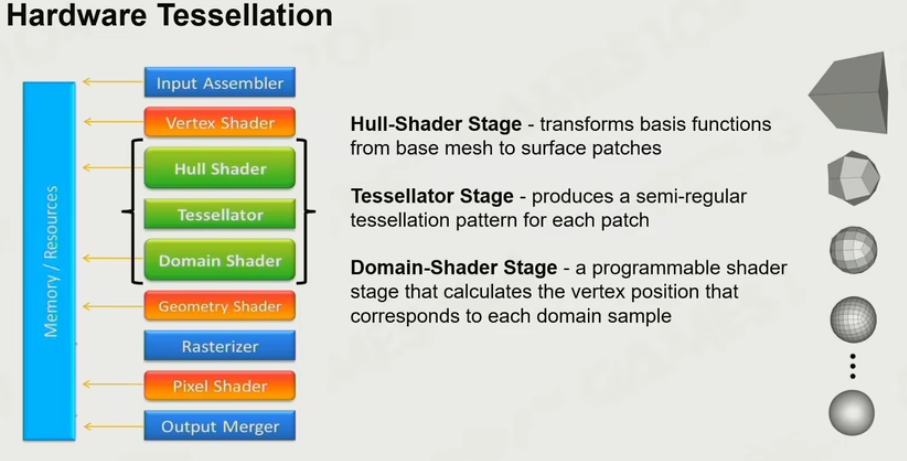 Hardware Tessellation
Memory / Resources
Input Assembler
Vertex Shader
Hull Shader
Tessellator
Domain Shader
Geometry Shader
Rasterizer
Pixel Shader
Output Merger
Hull-Shader Stage - transforms basis functions
from base mesh to surface patches
Tessellator Stage - produces a semi-regular
tessellation pattern for each patch
Domain-Shader Stage - a programmable shader
stage that calculates the vertex position that
corresponds to each domain sample